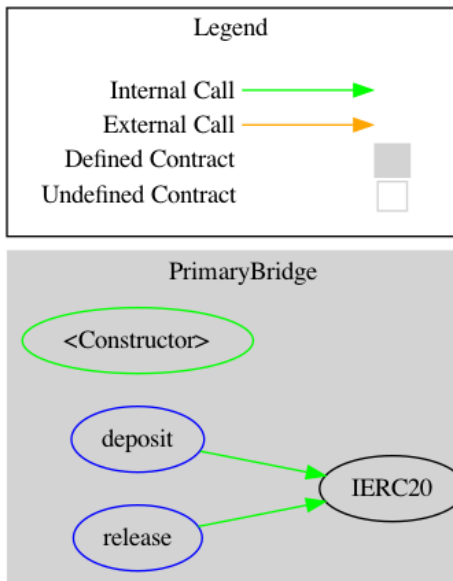 Legend
Internal Call
External Call
Defined Contract
Undefined Contract
PrimaryBridge
<Constructor>
deposit
IERC20
release